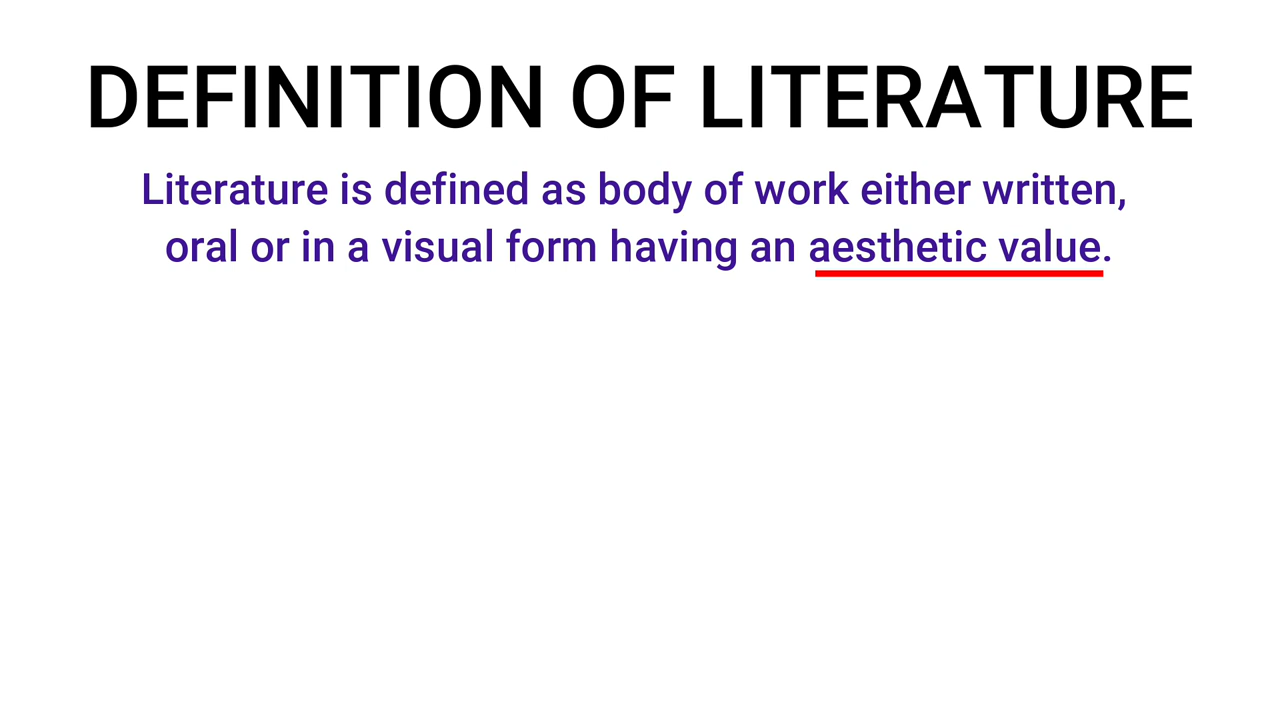 DEFINITION OF LITERATURE
Literature is defined as body of work either written,
oral or in a visual form having an aesthetic value.